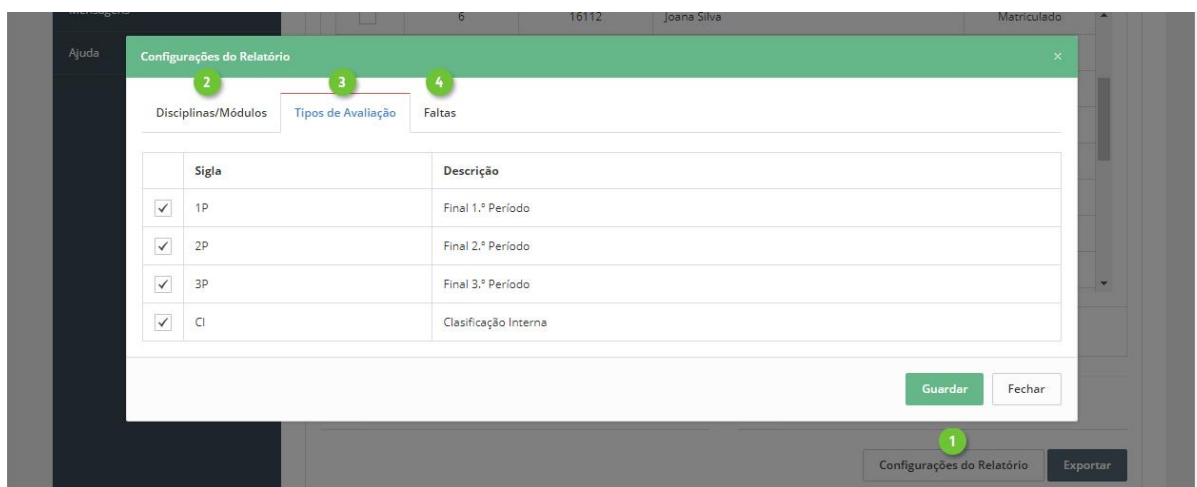 Mensagens
6 16112 Joana Silva Matriculado
Ajuda
Configurações do Relatório ×
2 3 4
Disciplinas/Módulos Tipos de Avaliação Faltas
Sigla Descrição
1P Final 1.º Período
2P Final 2.º Período
3P Final 3.º Período
CI Clasificação Interna
Guardar Fechar
1
Configurações do Relatório Exportar